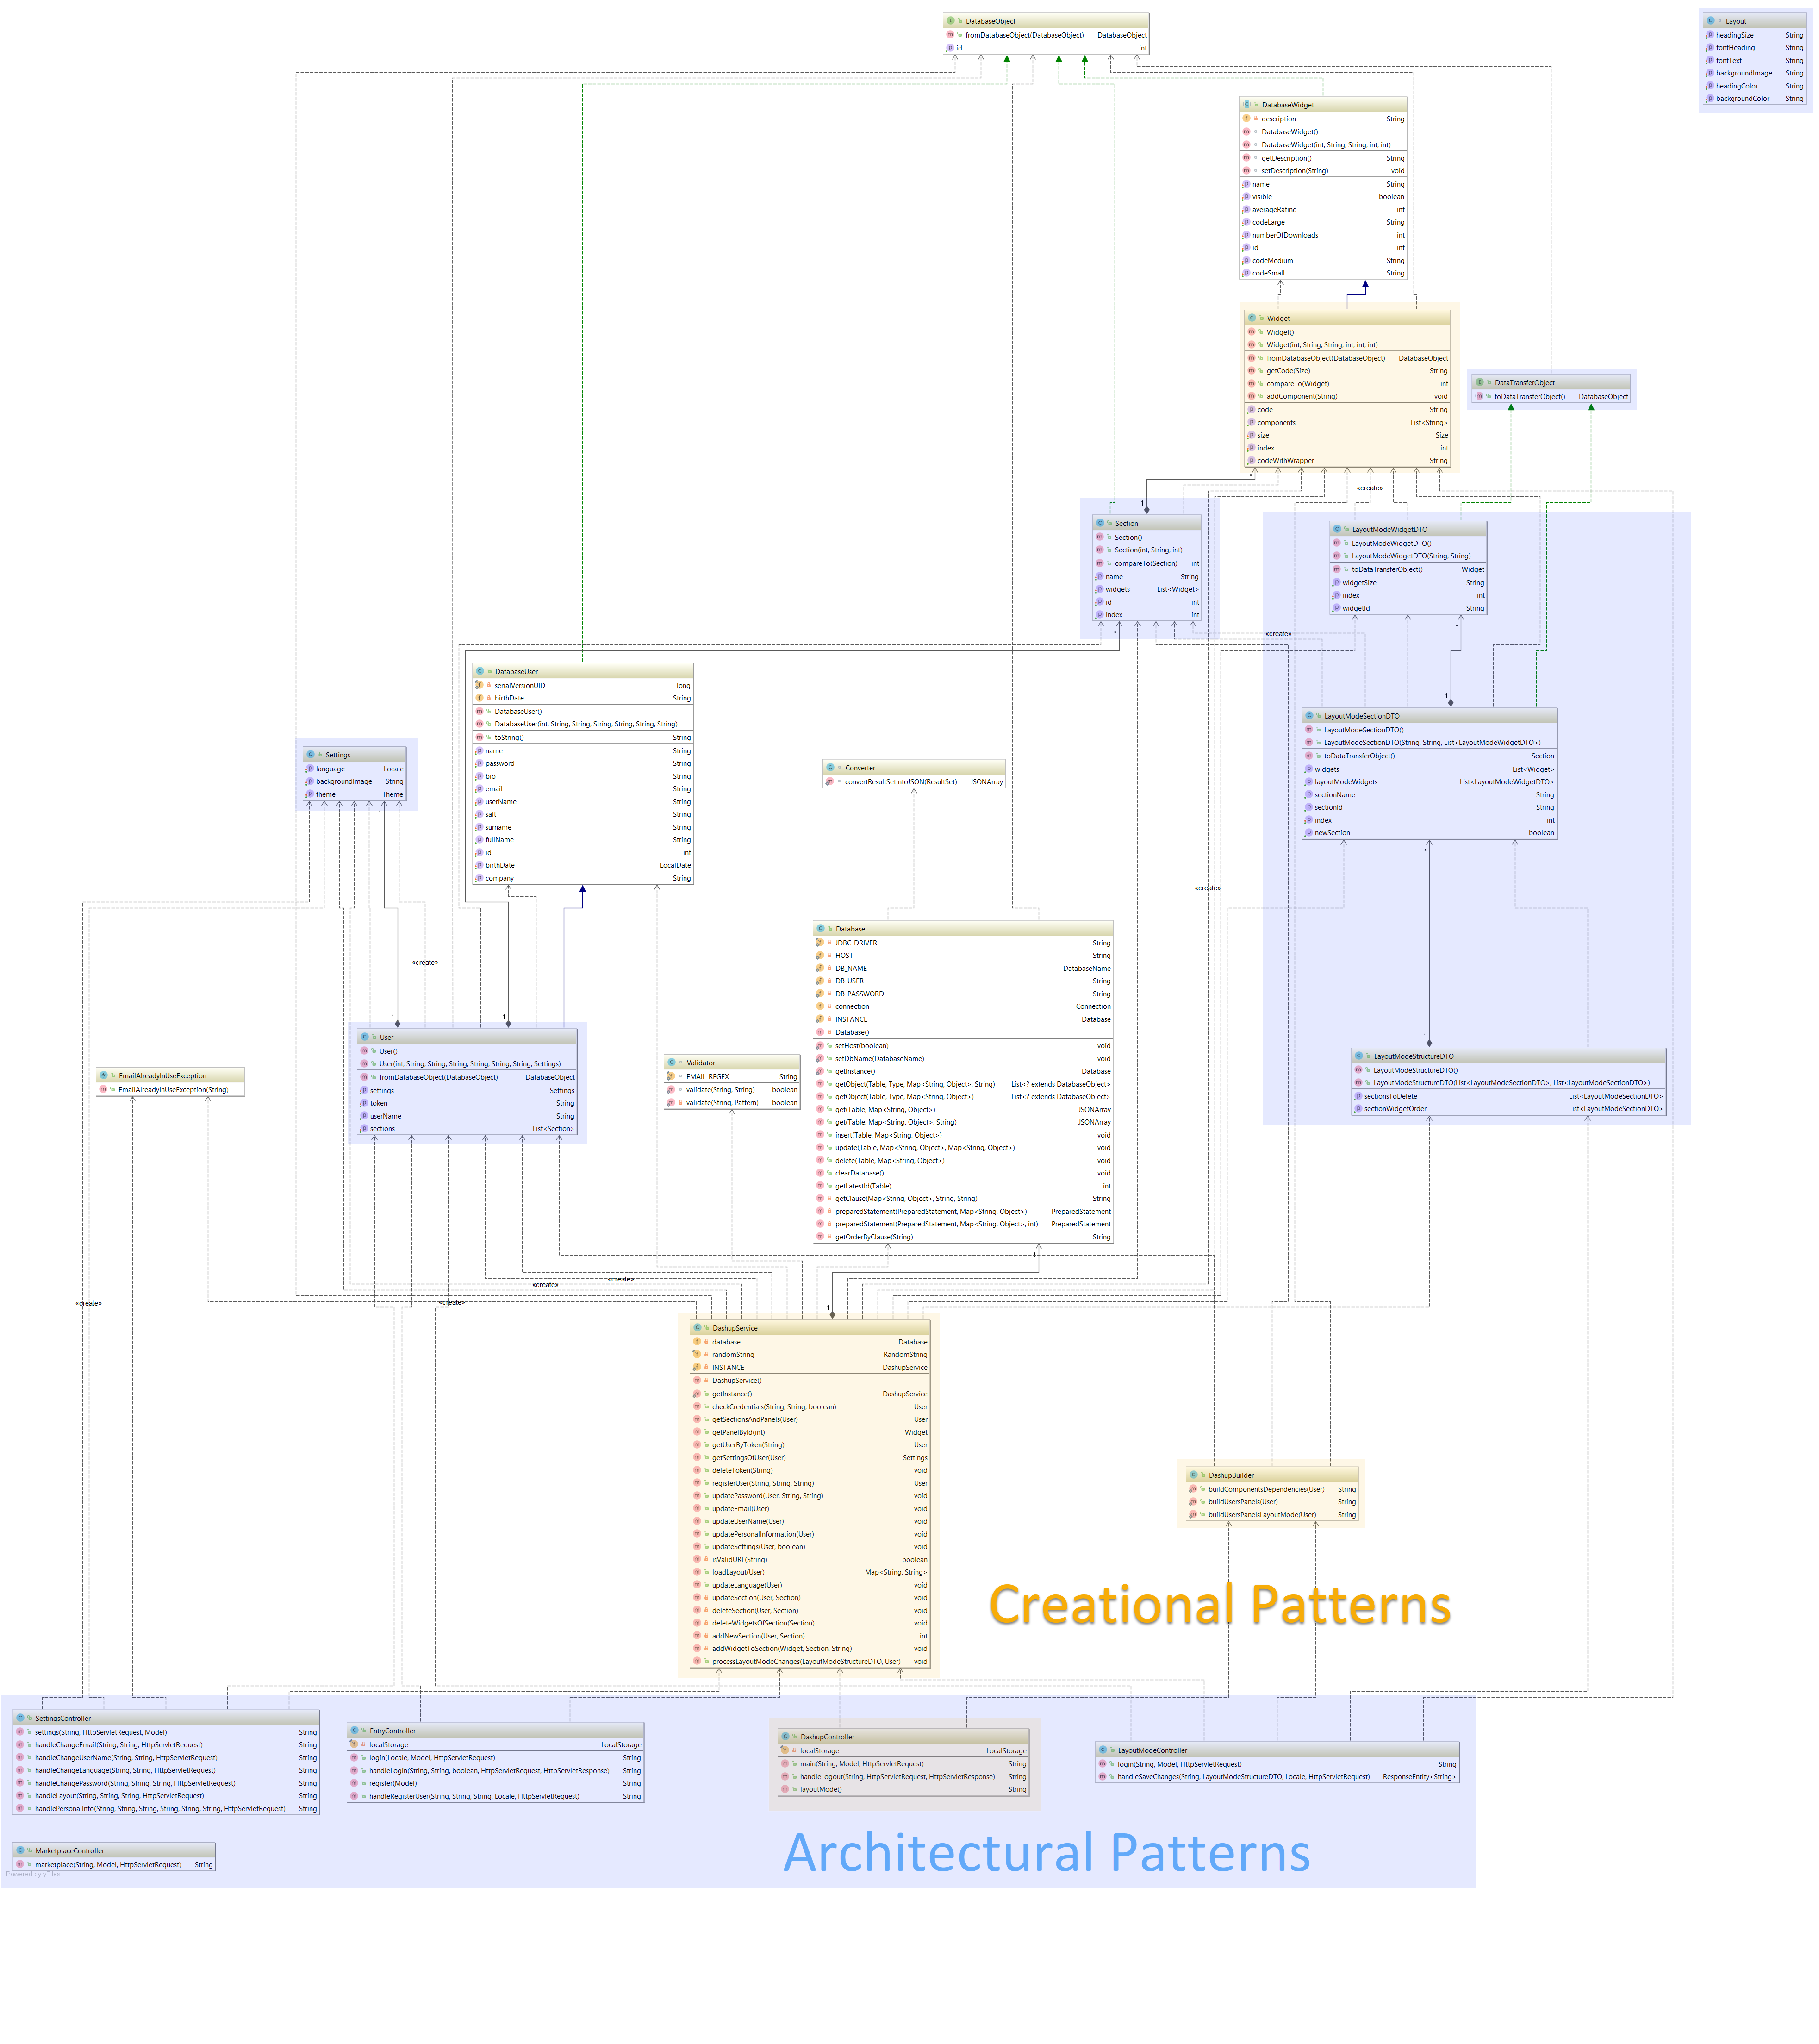 DatabaseObject
fromDatabaseObject(DatabaseObject) DatabaseObject
id int
Layout
headingSize String
fontHeading String
fontText String
backgroundImage String
headingColor String
backgroundColor String
DatabaseWidget
description String
DatabaseWidget()
DatabaseWidget(int, String, String, int, int)
getDescription() String
setDescription(String) void
name String
visible boolean
averageRating int
codeLarge String
numberOfDownloads int
id int
codeMedium String
codeSmall String
Widget
Widget()
Widget(int, String, String, int, int, int)
fromDatabaseObject(DatabaseObject) DatabaseObject
getCode(Size) String
compareTo(Widget) int
addComponent(String) void
code String
components List<String>
size Size
index int
codeWithWrapper String
DataTransferObject
toDataTransferObject() DatabaseObject
*
«create»
1
Section
Section()
Section(int, String, int)
compareTo(Section) int
name String
widgets List<Widget>
id int
index int
LayoutModeWidgetDTO
LayoutModeWidgetDTO()
LayoutModeWidgetDTO(String, String)
toDataTransferObject() Widget
widgetSize String
index int
widgetId String
*
«create»
*
1
DatabaseUser
serialVersionUID long
birthDate String
DatabaseUser()
DatabaseUser(int, String, String, String, String, String, String)
toString() String
name String
password String
bio String
email String
userName String
salt String
surname String
fullName String
id int
birthDate LocalDate
company String
LayoutModeSectionDTO
LayoutModeSectionDTO()
LayoutModeSectionDTO(String, String, List<LayoutModeWidgetDTO>)
toDataTransferObject() Section
widgets List<Widget>
layoutModeWidgets List<LayoutModeWidgetDTO>
sectionName String
sectionId String
index int
newSection boolean
Settings
language Locale
backgroundImage String
theme Theme
1
Converter
convertResultSetIntoJSON(ResultSet) JSONArray
*
«create»
«create»
Database
JDBC_DRIVER String
HOST String
DB_NAME DatabaseName
DB_USER String
DB_PASSWORD String
connection Connection
INSTANCE Database
Database()
setHost(boolean) void
setDbName(DatabaseName) void
getInstance() Database
getObject(Table, Type, Map<String, Object>, String) List<? extends DatabaseObject>
getObject(Table, Type, Map<String, Object>) List<? extends DatabaseObject>
get(Table, Map<String, Object>) JSONArray
get(Table, Map<String, Object>, String) JSONArray
insert(Table, Map<String, Object>) void
update(Table, Map<String, Object>, Map<String, Object>) void
delete(Table, Map<String, Object>) void
clearDatabase() void
getLatestId(Table) int
getClause(Map<String, Object>, String, String) String
preparedStatement(PreparedStatement, Map<String, Object>) PreparedStatement
preparedStatement(PreparedStatement, Map<String, Object>, int) PreparedStatement
getOrderByClause(String) String
1
1
User
User()
User(int, String, String, String, String, String, String, Settings)
fromDatabaseObject(DatabaseObject) DatabaseObject
settings Settings
token String
userName String
sections List<Section>
EmailAlreadyInUseException
EmailAlreadyInUseException(String)
Validator
EMAIL_REGEX String
validate(String, String) boolean
validate(String, Pattern) boolean
1
LayoutModeStructureDTO
LayoutModeStructureDTO()
LayoutModeStructureDTO(List<LayoutModeSectionDTO>, List<LayoutModeSectionDTO>)
sectionsToDelete List<LayoutModeSectionDTO>
sectionWidgetOrder List<LayoutModeSectionDTO>
1
«create»
«create»
«create»
«create»
1
DashupService
database Database
randomString RandomString
INSTANCE DashupService
DashupService()
getInstance() DashupService
checkCredentials(String, String, boolean) User
getSectionsAndPanels(User) User
getPanelById(int) Widget
getUserByToken(String) User
getSettingsOfUser(User) Settings
deleteToken(String) void
registerUser(String, String, String) User
updatePassword(User, String, String) void
updateEmail(User) void
updateUserName(User) void
updatePersonalInformation(User) void
updateSettings(User, boolean) void
isValidURL(String) boolean
loadLayout(User) Map<String, String>
updateLanguage(User) void
updateSection(User, Section) void
deleteSection(User, Section) void
deleteWidgetsOfSection(Section) void
addNewSection(User, Section) int
addWidgetToSection(Widget, Section, String) void
processLayoutModeChanges(LayoutModeStructureDTO, User) void
DashupBuilder
buildComponentsDependencies(User) String
buildUsersPanels(User) String
buildUsersPanelsLayoutMode(User) String
Creational Patterns
SettingsController
settings(String, HttpServletRequest, Model) String
handleChangeEmail(String, String, HttpServletRequest) String
handleChangeUserName(String, String, HttpServletRequest) String
handleChangeLanguage(String, String, HttpServletRequest) String
handleChangePassword(String, String, String, HttpServletRequest) String
handleLayout(String, String, String, HttpServletRequest) String
handlePersonalInfo(String, String, String, String, String, String, HttpServletRequest) String
EntryController
localStorage LocalStorage
login(Locale, Model, HttpServletRequest) String
handleLogin(String, String, boolean, HttpServletRequest, HttpServletResponse) String
register(Model) String
handleRegisterUser(String, String, String, Locale, HttpServletRequest) String
DashupController
localStorage LocalStorage
main(String, Model, HttpServletRequest) String
handleLogout(String, HttpServletRequest, HttpServletResponse) String
layoutMode() String
LayoutModeController
login(String, Model, HttpServletRequest) String
handleSaveChanges(String, LayoutModeStructureDTO, Locale, HttpServletRequest) ResponseEntity<String>
MarketplaceController
marketplace(String, Model, HttpServletRequest) String
Powered by yFiles
Architectural Patterns